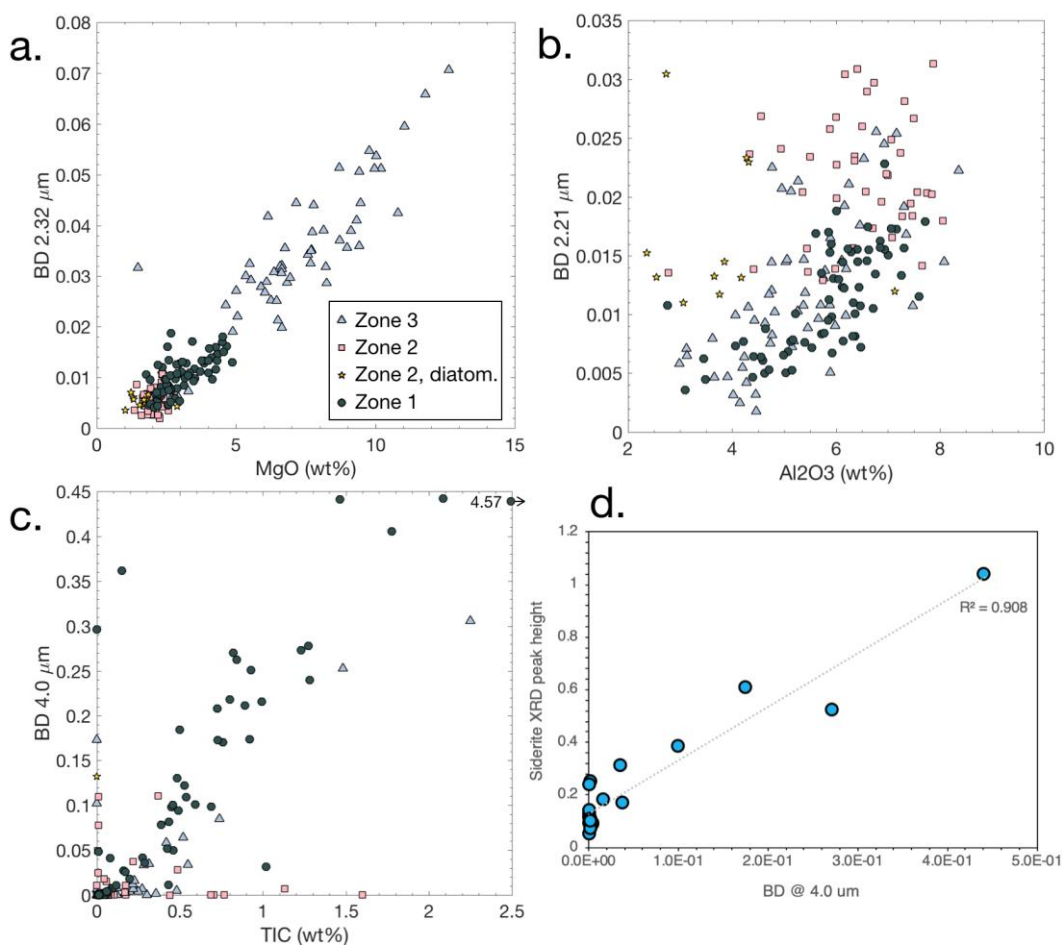 a.
0.08
0.07
0.06
0.05
0.04
0.03
0.02
0.01
0
BD 2.32 μm
0
5
10
15
MgO (wt%)
Zone 3
Zone 2
Zone 2, diatom.
Zone 1
b.
0.035
0.03
0.025
0.02
0.015
0.01
0.005
0
BD 2.21 μm
2
4
6
8
10
Al2O3 (wt%)
c.
0.45
0.4
0.35
0.3
0.25
0.2
0.15
0.1
0.05
0
BD 4.0 μm
4.57
0
0.5
1
1.5
2
2.5
TIC (wt%)
d.
1.2
1
0.8
0.6
0.4
0.2
0
Siderite XRD peak height
R² = 0.908
0.0E+00
1.0E-01
2.0E-01
3.0E-01
4.0E-01
5.0E-01
BD @ 4.0 um